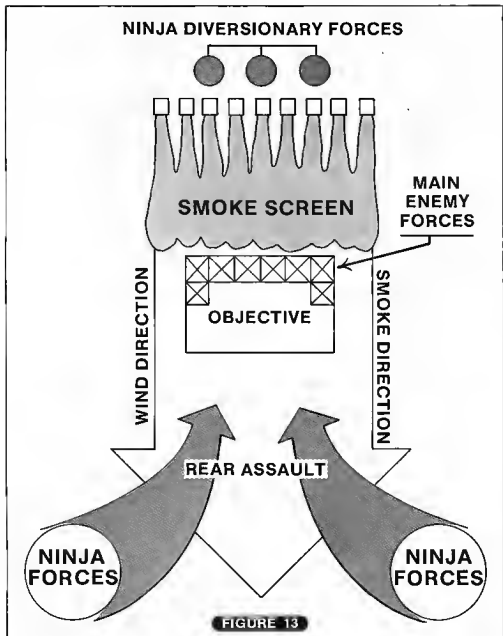 NINJA DIVERSIONARY FORCES
SMOKE SCREEN
MAIN
ENEMY
FORCES
OBJECTIVE
WIND DIRECTION
SMOKE DIRECTION
REAR ASSAULT
NINJA
FORCES
NINJA
FORCES
FIGURE 13